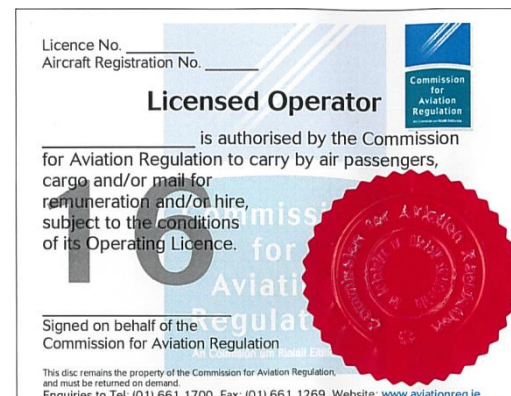 Licence No. ________
Aircraft Registration No. ______
Commission
for
Aviation
Regulation
Licensed Operator
________________ is authorised by the Commission
for Aviation Regulation to carry by air passengers,
cargo and/or mail for
remuneration and/or hire,
subject to the conditions
of its Operating Licence.
16
Commission
for
Aviati
Regulat
An Coimisiún um Rialáil Eitl
Commission for Aviation Regulation
Signed on behalf of the
Commission for Aviation Regulation
This disc remains the property of the Commission for Aviation Regulation,
and must be returned on demand.
Enquiries to Tel: (01) 661 1700 Fax: (01) 661 1269 Website: www.aviationreg.ie